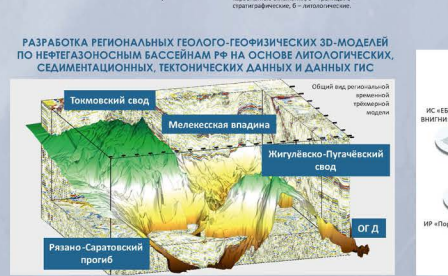 стратиграфические, б – литологические.
РАЗРАБОТКА РЕГИОНАЛЬНЫХ ГЕОЛОГО-ГЕОФИЗИЧЕСКИХ 3D-МОДЕЛЕЙ
ПО НЕФТЕГАЗОНОСНЫМ БАССЕЙНАМ РФ НА ОСНОВЕ ЛИТОЛОГИЧЕСКИХ,
СЕДИМЕНТАЦИОННЫХ, ТЕКТОНИЧЕСКИХ ДАННЫХ И ДАННЫХ ГИС
Общий вид региональной
временной
трёхмерной
модели
Токмовский свод
Мелекесская впадина
Жигулёвско-Пугачёвский
свод
ОГ Д
Рязано-Саратовский
прогиб
ИС «ЕБ
ВНИГНИ
ИР «Пор